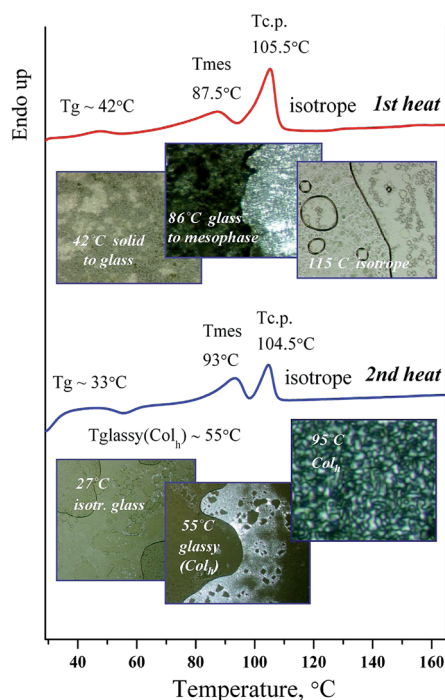 Endo up
Tc.p.
105.5°C
Tmes
87.5°C
Tg ~ 42°C
isotrope
1st heat
42°C solid
to glass
86°C glass
to mesophase
115°C isotrope
Tc.p.
104.5°C
Tmes
93°C
Tg ~ 33°C
isotrope
2nd heat
Tglassy(Colh) ~ 55°C
27°C
isotr. glass
55°C
glassy
(Colh)
95°C
Colh
40 60 80 100 120 140 160
Temperature, °C